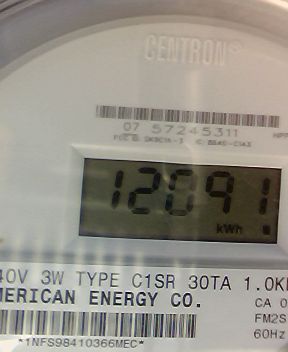 CENTRON®
07 57245311
12091
kWh
40V 3W TYPE C1SR 30TA 1.0K
MERICAN ENERGY CO.
CA 0
FM2S
60Hz
*1NFS98410366MEC*